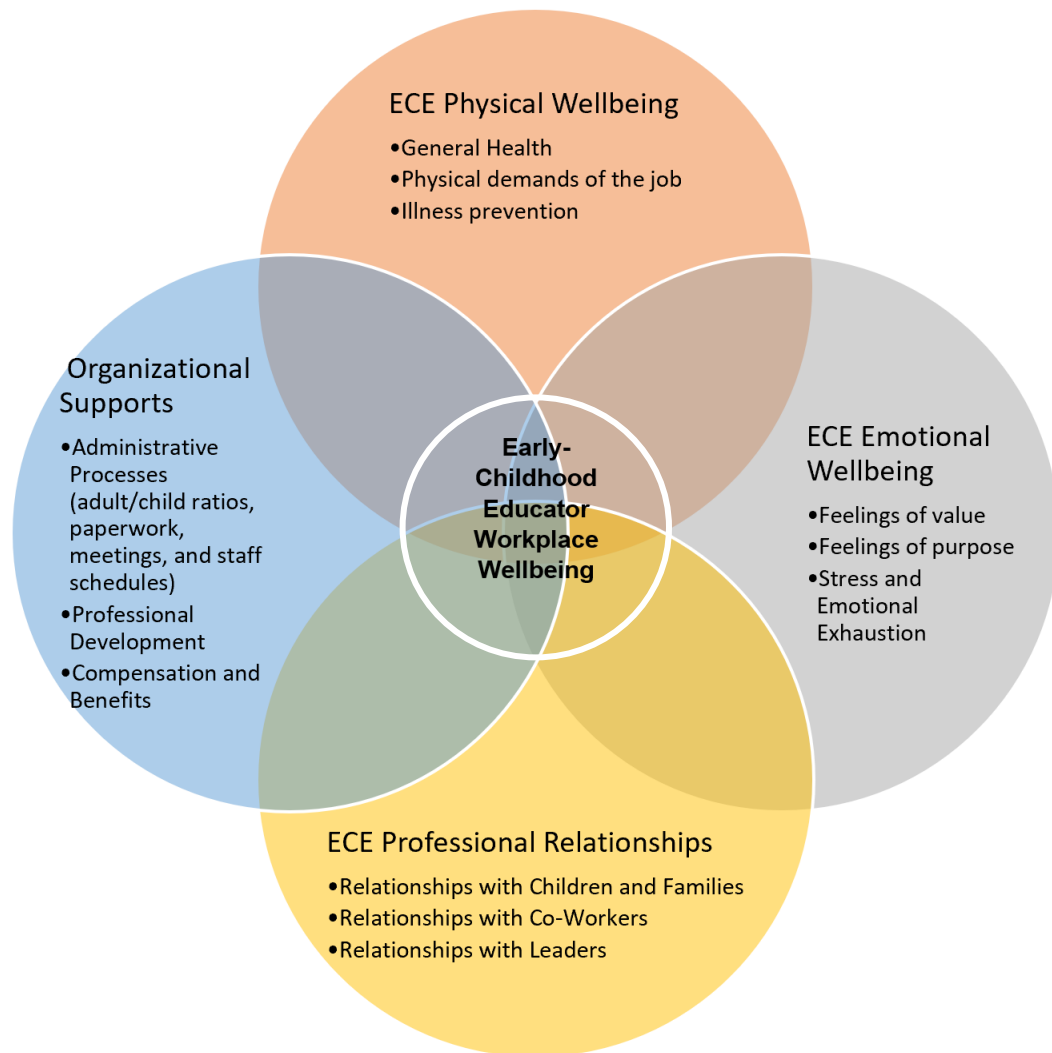 ECE Physical Wellbeing
•General Health
•Physical demands of the job
•Illness prevention
Organizational
Supports
•Administrative
Processes
(adult/child ratios,
paperwork,
meetings, and staff
schedules)
•Professional
Development
•Compensation and
Benefits
Early-
Childhood
Educator
Workplace
Wellbeing
ECE Emotional
Wellbeing
•Feelings of value
•Feelings of purpose
•Stress and
Emotional
Exhaustion
ECE Professional Relationships
•Relationships with Children and Families
•Relationships with Co-Workers
•Relationships with Leaders